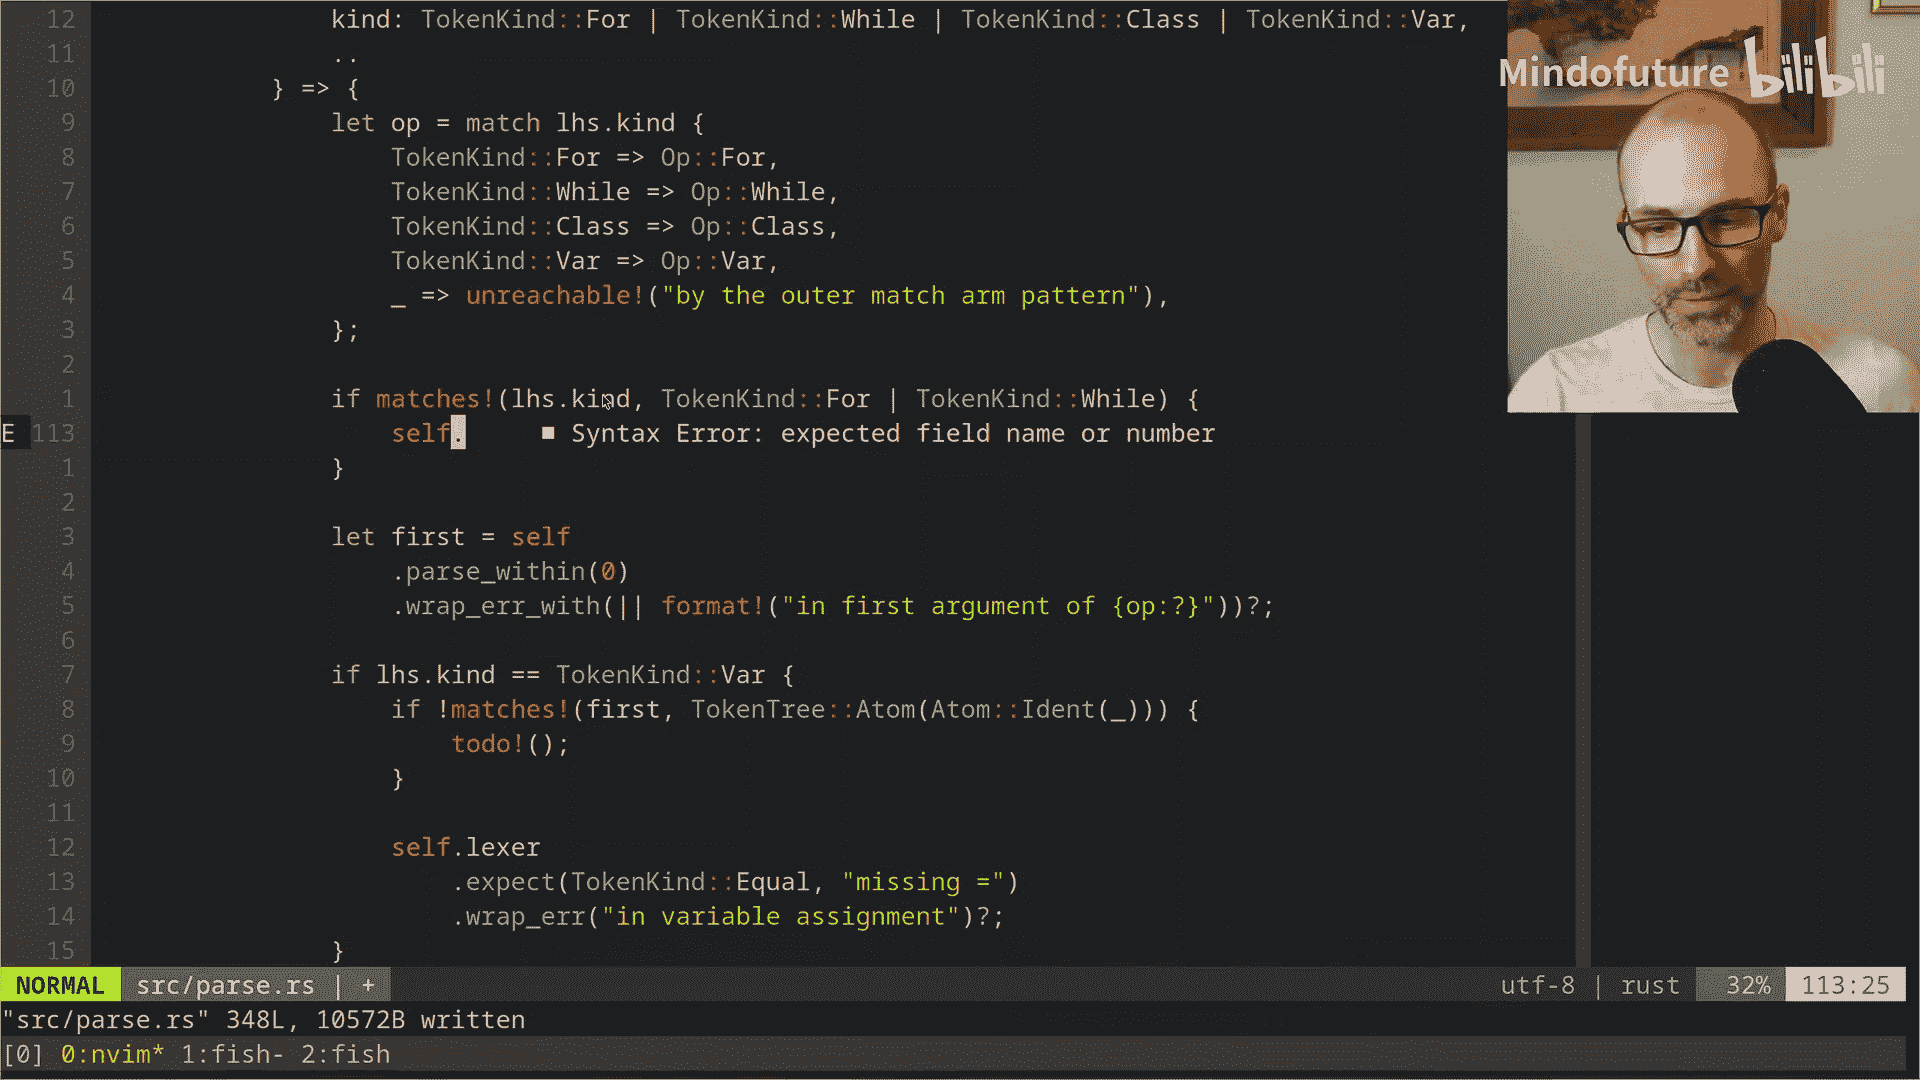 12 kind: TokenKind::For | TokenKind::While | TokenKind::Class | TokenKind::Var,
11 ..
10 } => {
9 let op = match lhs.kind {
8 TokenKind::For => Op::For,
7 TokenKind::While => Op::While,
6 TokenKind::Class => Op::Class,
5 TokenKind::Var => Op::Var,
4 _ => unreachable!("by the outer match arm pattern"),
3 };
2
1 if matches!(lhs.kind, TokenKind::For | TokenKind::While) {
E 113 self. ■ Syntax Error: expected field name or number
1 }
2
3 let first = self
4 .parse_within(0)
5 .wrap_err_with(|| format!("in first argument of {op:?}"))?;
6
7 if lhs.kind == TokenKind::Var {
8 if !matches!(first, TokenTree::Atom(Atom::Ident(_))) {
9 todo!();
10 }
11
12 self.lexer
13 .expect(TokenKind::Equal, "missing =")
14 .wrap_err("in variable assignment")?;
15 }
Mindofuture bilibili
NORMAL src/parse.rs | + utf-8 | rust 32% 113:25
"src/parse.rs" 348L, 10572B written
[0] 0:nvim* 1:fish- 2:fish